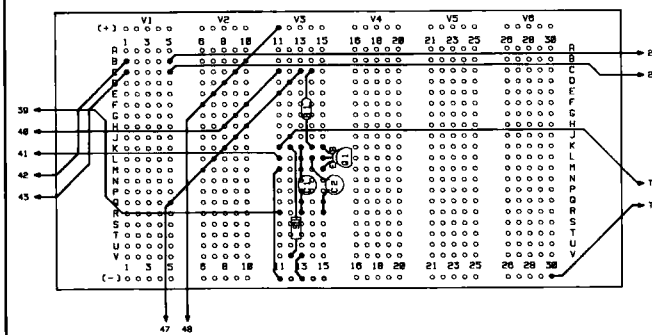 V1 V2 V3 V4 V5 V6
(+)
1 3 5 6 8 10 11 13 15 16 18 20 21 23 25 26 28 30
A A
B B
C C
D D
E E
F F
G G
H H
J J
K K
L L
M M
N N
P P
Q Q
R R
S S
T T
U U
V V
1 3 5 6 8 10 11 13 15 16 18 20 21 23 25 26 28 30
(-)
39
40
41
42
43
47 48
Q1
C2